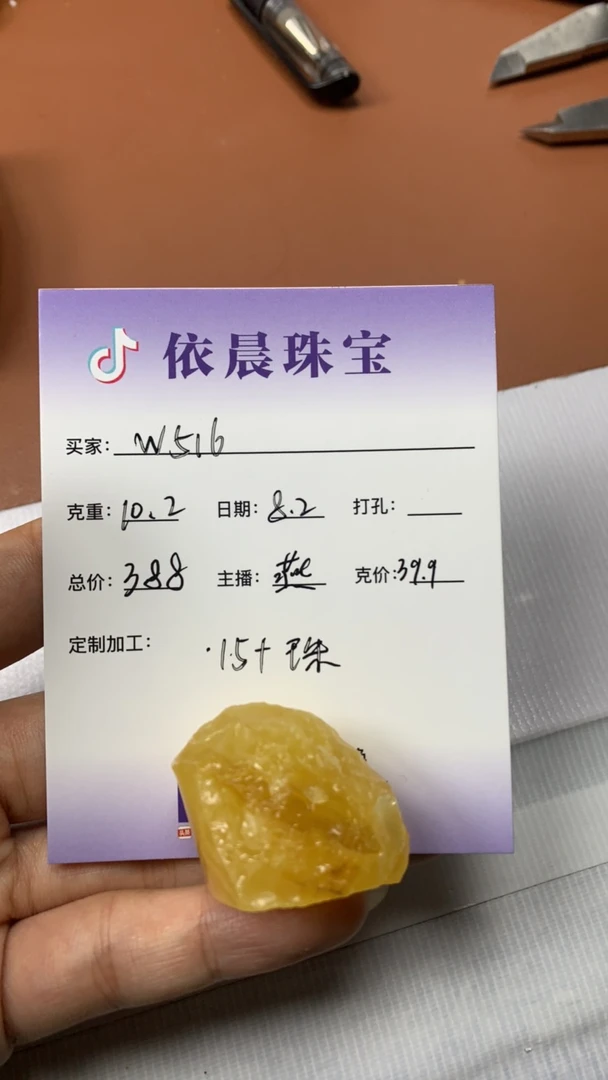 依晨珠宝
买家: W516
克重: 10.2 日期: 8.2 打孔:
总价: 388 主播: 克价: 39.9
定制加工: .15+珠